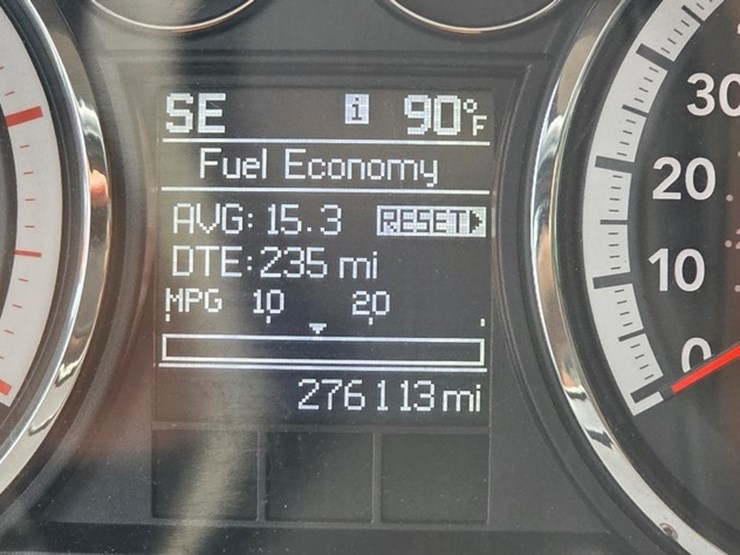 SE i 90°F
Fuel Economy
AVG: 15.3 RESET
DTE: 235 mi
MPG 10 20
276113 mi
30
20
10
0